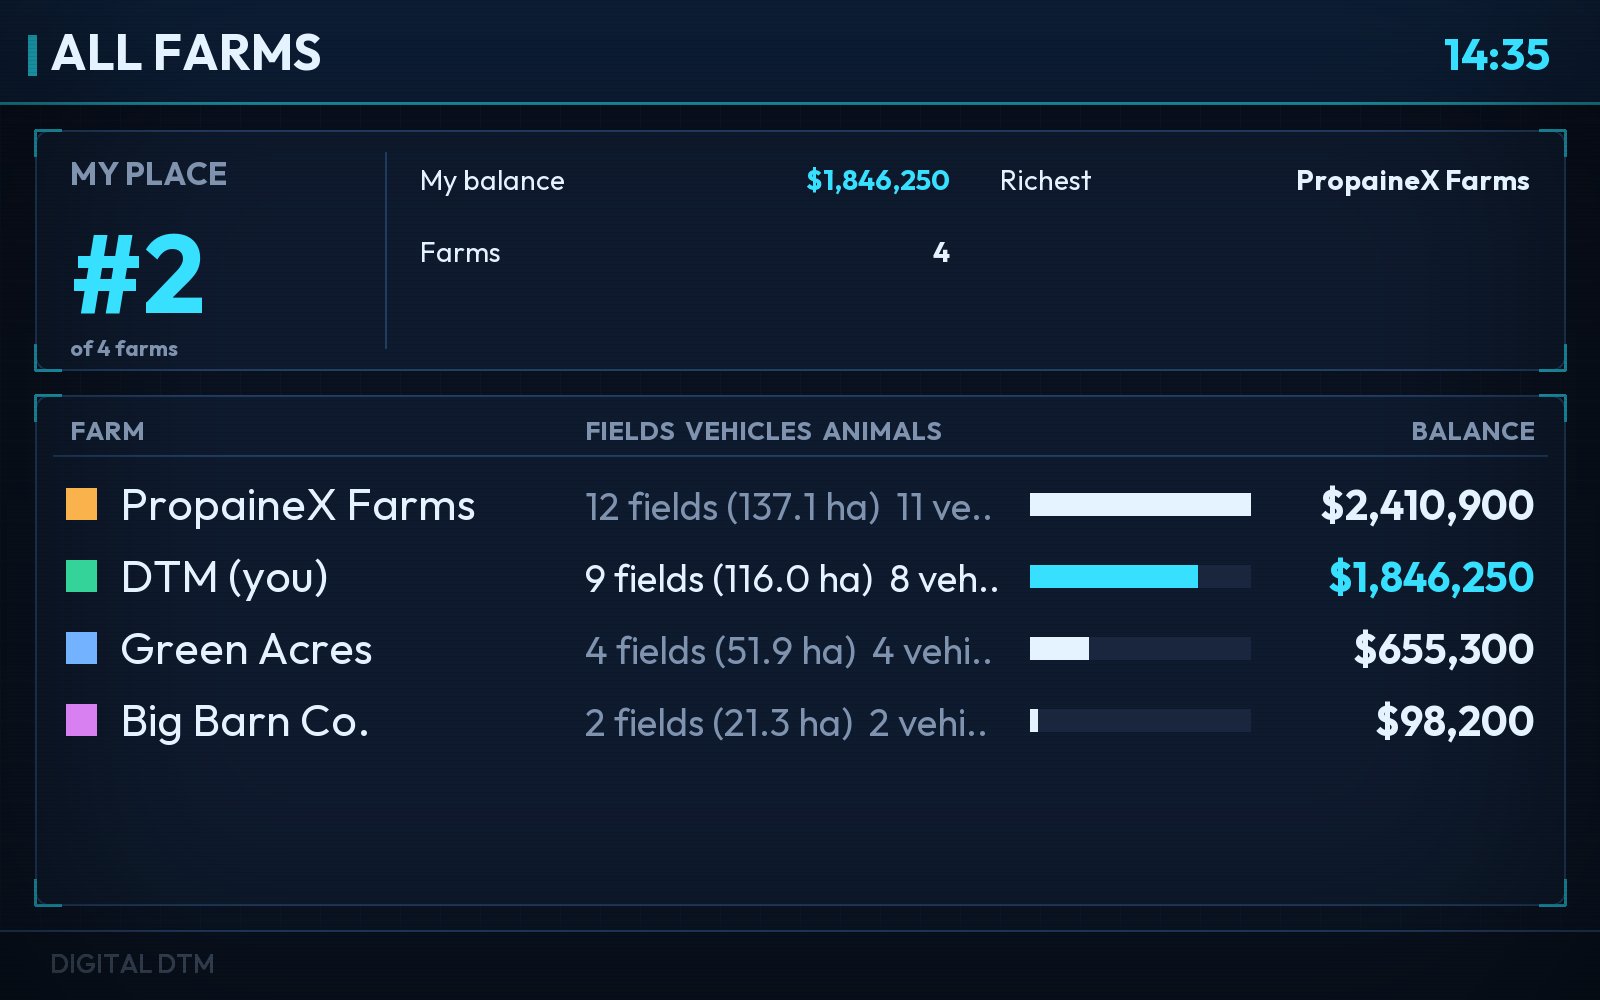 ALL FARMS 14:35
MY PLACE
#2
of 4 farms
My balance $1,846,250 Richest PropaineX Farms
Farms 4
FARM FIELDS VEHICLES ANIMALS BALANCE
PropaineX Farms 12 fields (137.1 ha) 11 ve.. $2,410,900
DTM (you) 9 fields (116.0 ha) 8 veh.. $1,846,250
Green Acres 4 fields (51.9 ha) 4 vehi.. $655,300
Big Barn Co. 2 fields (21.3 ha) 2 vehi.. $98,200
DIGITAL DTM